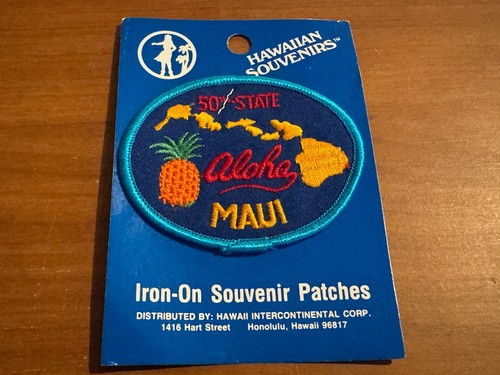 HAWAIIAN
SOUVENIRS™
50TH STATE
Aloha
MAUI
Iron-On Souvenir Patches
DISTRIBUTED BY: HAWAII INTERCONTINENTAL CORP.
1416 Hart Street Honolulu, Hawaii 96817